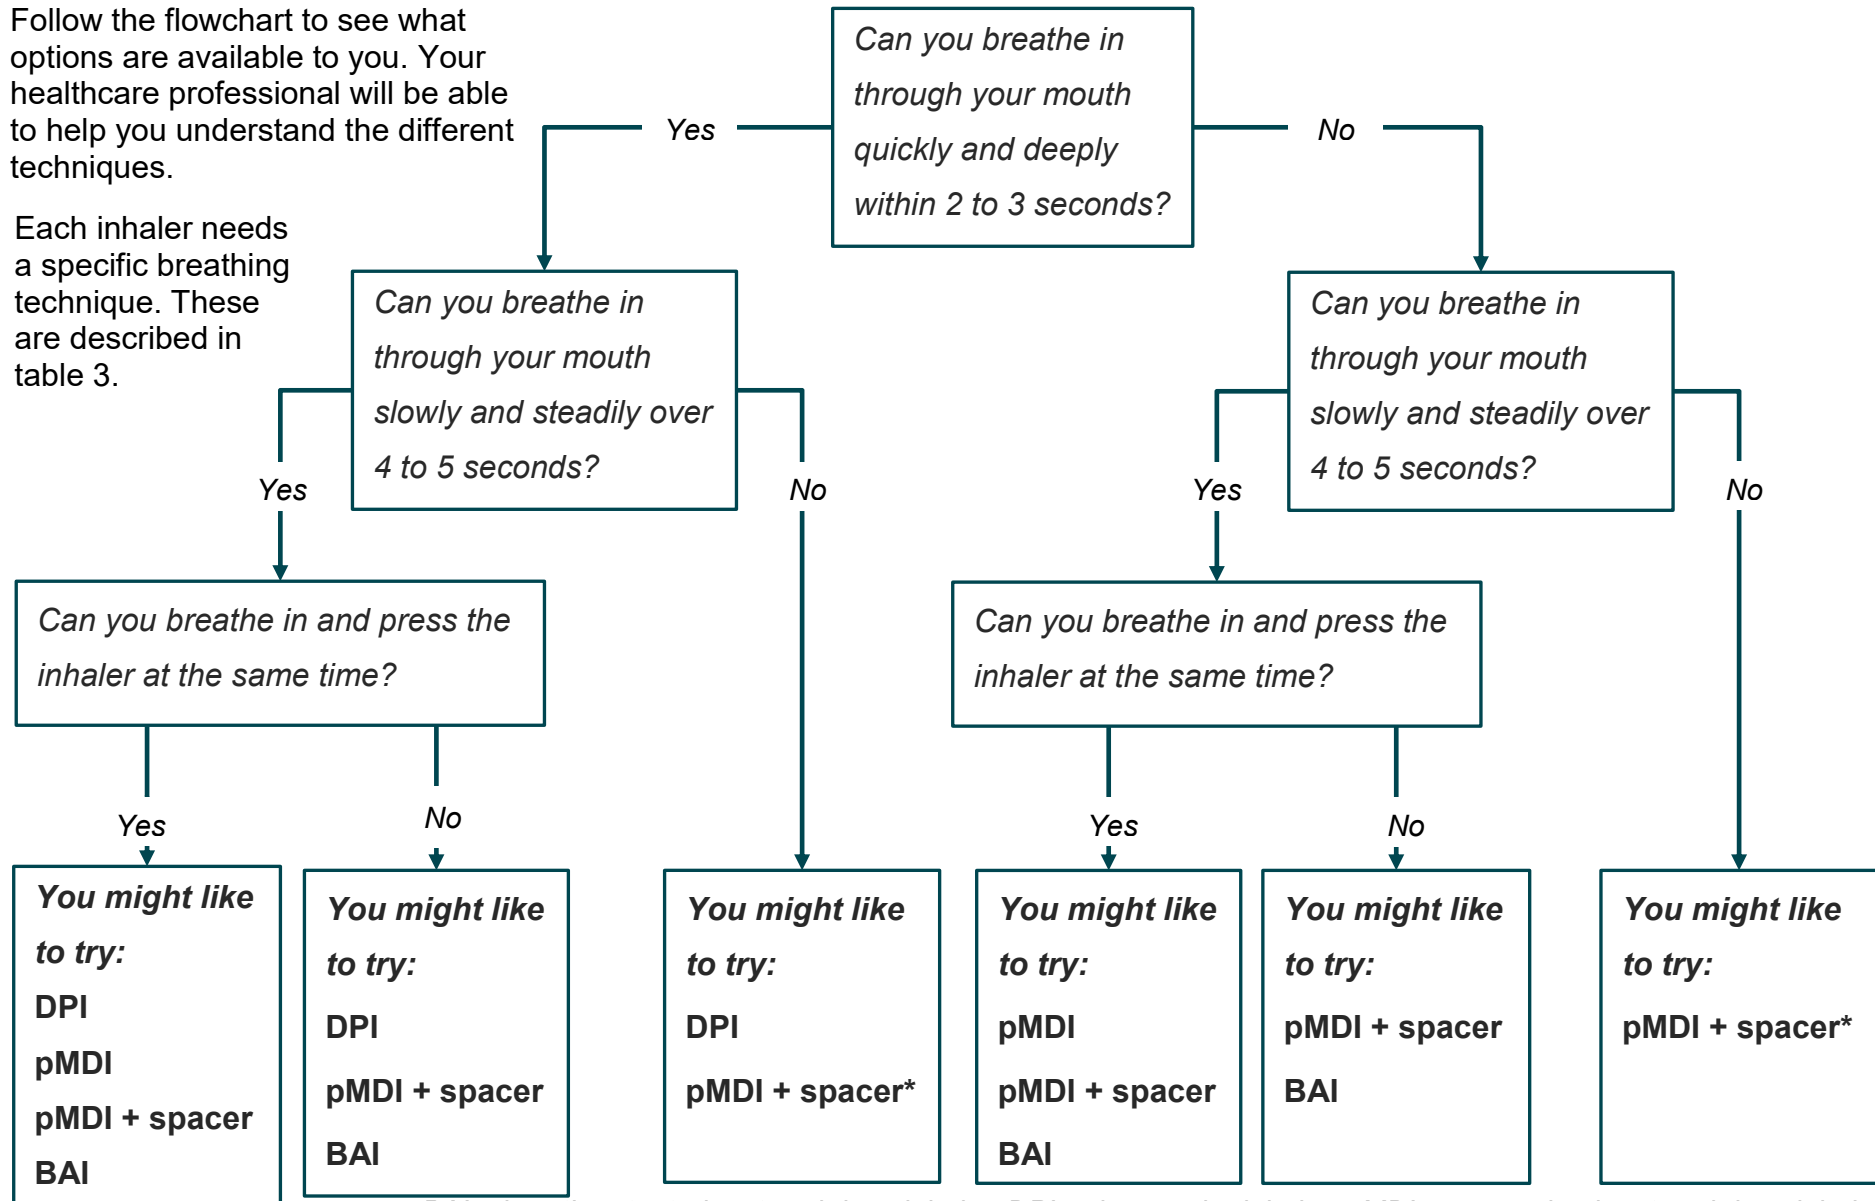 Follow the flowchart to see what
options are available to you. Your
healthcare professional will be able
to help you understand the different
techniques.
Each inhaler needs
a specific breathing
technique. These
are described in
table 3.
Can you breathe in
through your mouth
quickly and deeply
within 2 to 3 seconds?
Yes
No
Can you breathe in
through your mouth
slowly and steadily over
4 to 5 seconds?
Can you breathe in
through your mouth
slowly and steadily over
4 to 5 seconds?
Yes
No
Yes
No
Can you breathe in and press the
inhaler at the same time?
Can you breathe in and press the
inhaler at the same time?
Yes
No
Yes
No
You might like
to try:
DPI
pMDI
pMDI + spacer
BAI
You might like
to try:
DPI
pMDI + spacer
BAI
You might like
to try:
DPI
pMDI + spacer*
You might like
to try:
pMDI
pMDI + spacer
BAI
You might like
to try:
pMDI + spacer
BAI
You might like
to try:
pMDI + spacer*